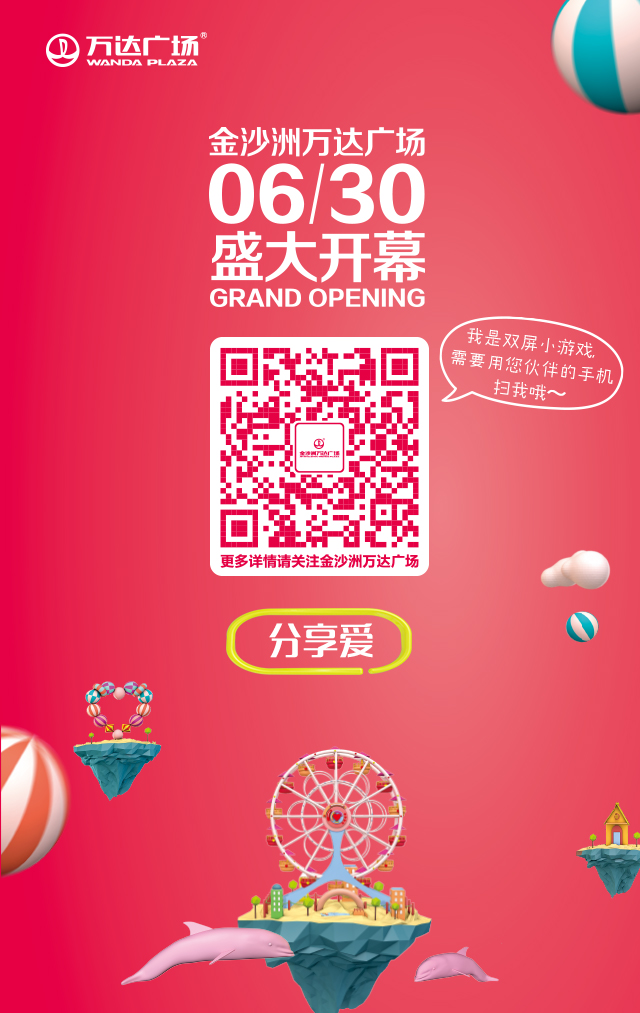 万达广场®
WANDA PLAZA
金沙洲万达广场
06/30
盛大开幕
GRAND OPENING
我是双屏小游戏,
需要用您伙伴的手机
扫我哦~
金沙洲万达广场
更多详情请关注金沙洲万达广场
分享爱